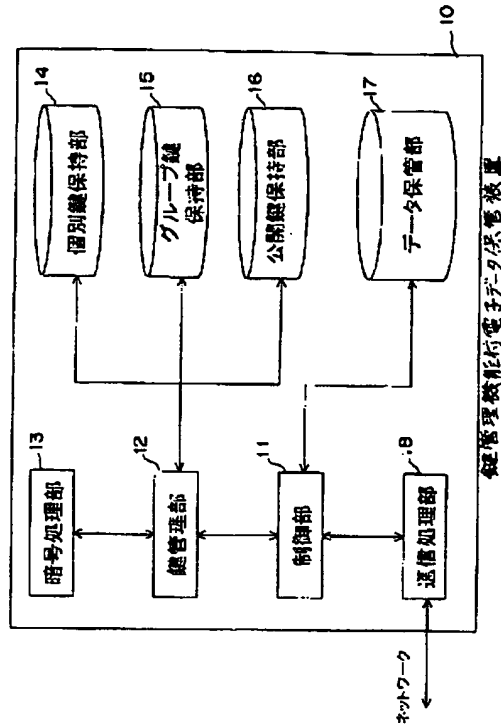 暗号処理部
13
個別鍵保持部
14
鍵管理部
12
グループ鍵
保持部
15
公開鍵保持部
16
制御部
11
データ保管部
17
通信処理部
18
10
ネットワーク
鍵管理機能付電子データ保管装置